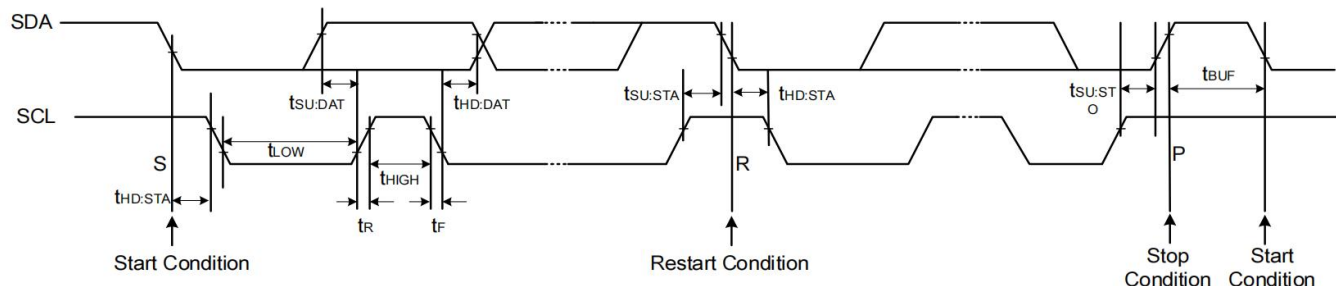 SDA
tSU:DAT
tHD:DAT
tSU:STA
tHD:STA
tSU:ST
O
tBUF
SCL
S
tLOW
tHIGH
R
P
tHD:STA
tR
tF
Start Condition
Restart Condition
Stop
Condition
Start
Condition